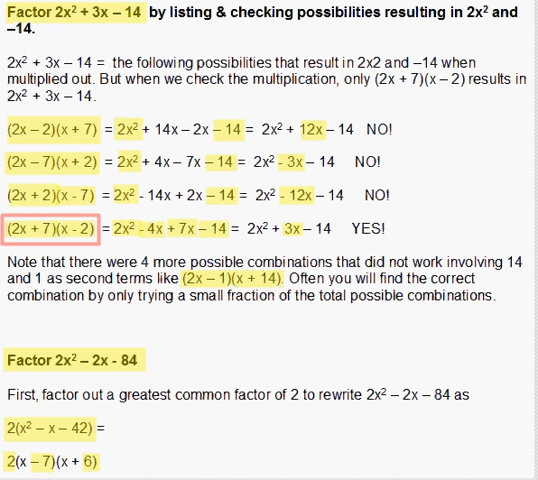 Factor 2x² + 3x – 14 by listing & checking possibilities resulting in 2x² and
–14.
2x² + 3x – 14 = the following possibilities that result in 2x2 and –14 when
multiplied out. But when we check the multiplication, only (2x + 7)(x – 2) results in
2x² + 3x – 14.
(2x – 2)(x + 7) = 2x² + 14x – 2x – 14 = 2x² + 12x – 14 NO!
(2x – 7)(x + 2) = 2x² + 4x – 7x – 14 = 2x² - 3x – 14 NO!
(2x + 2)(x - 7) = 2x² - 14x + 2x – 14 = 2x² - 12x – 14 NO!
(2x + 7)(x - 2) = 2x² - 4x + 7x – 14 = 2x² + 3x – 14 YES!
Note that there were 4 more possible combinations that did not work involving 14
and 1 as second terms like (2x – 1)(x + 14). Often you will find the correct
combination by only trying a small fraction of the total possible combinations.
Factor 2x² – 2x - 84
First, factor out a greatest common factor of 2 to rewrite 2x² – 2x – 84 as
2(x² – x – 42) =
2(x – 7)(x + 6)